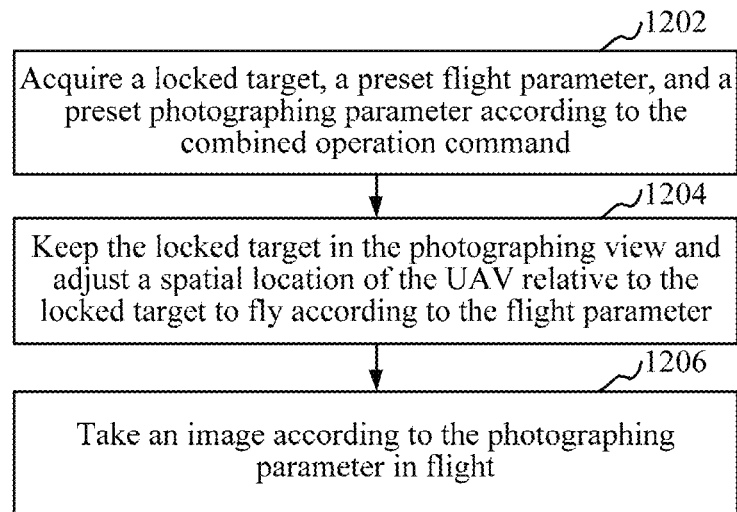 1202
Acquire a locked target, a preset flight parameter, and a
preset photographing parameter according to the
combined operation command
1204
Keep the locked target in the photographing view and
adjust a spatial location of the UAV relative to the
locked target to fly according to the flight parameter
1206
Take an image according to the photographing
parameter in flight